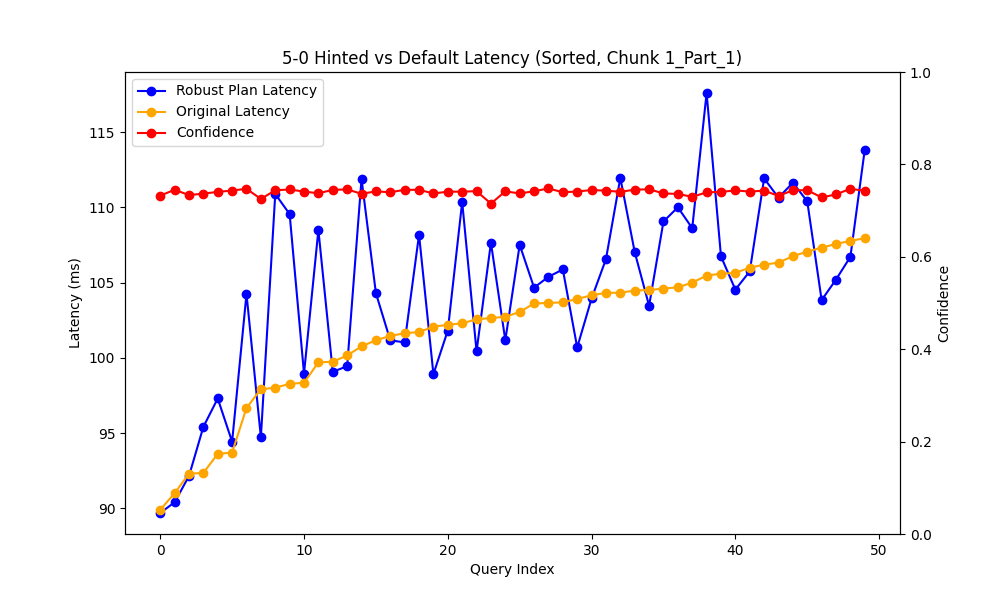 5-0 Hinted vs Default Latency (Sorted, Chunk 1_Part_1)
Robust Plan Latency
Original Latency
Confidence
Latency (ms)
115
110
105
100
95
90
1.0
0.8
0.6
0.4
0.2
0.0
Confidence
0 10 20 30 40 50
Query Index